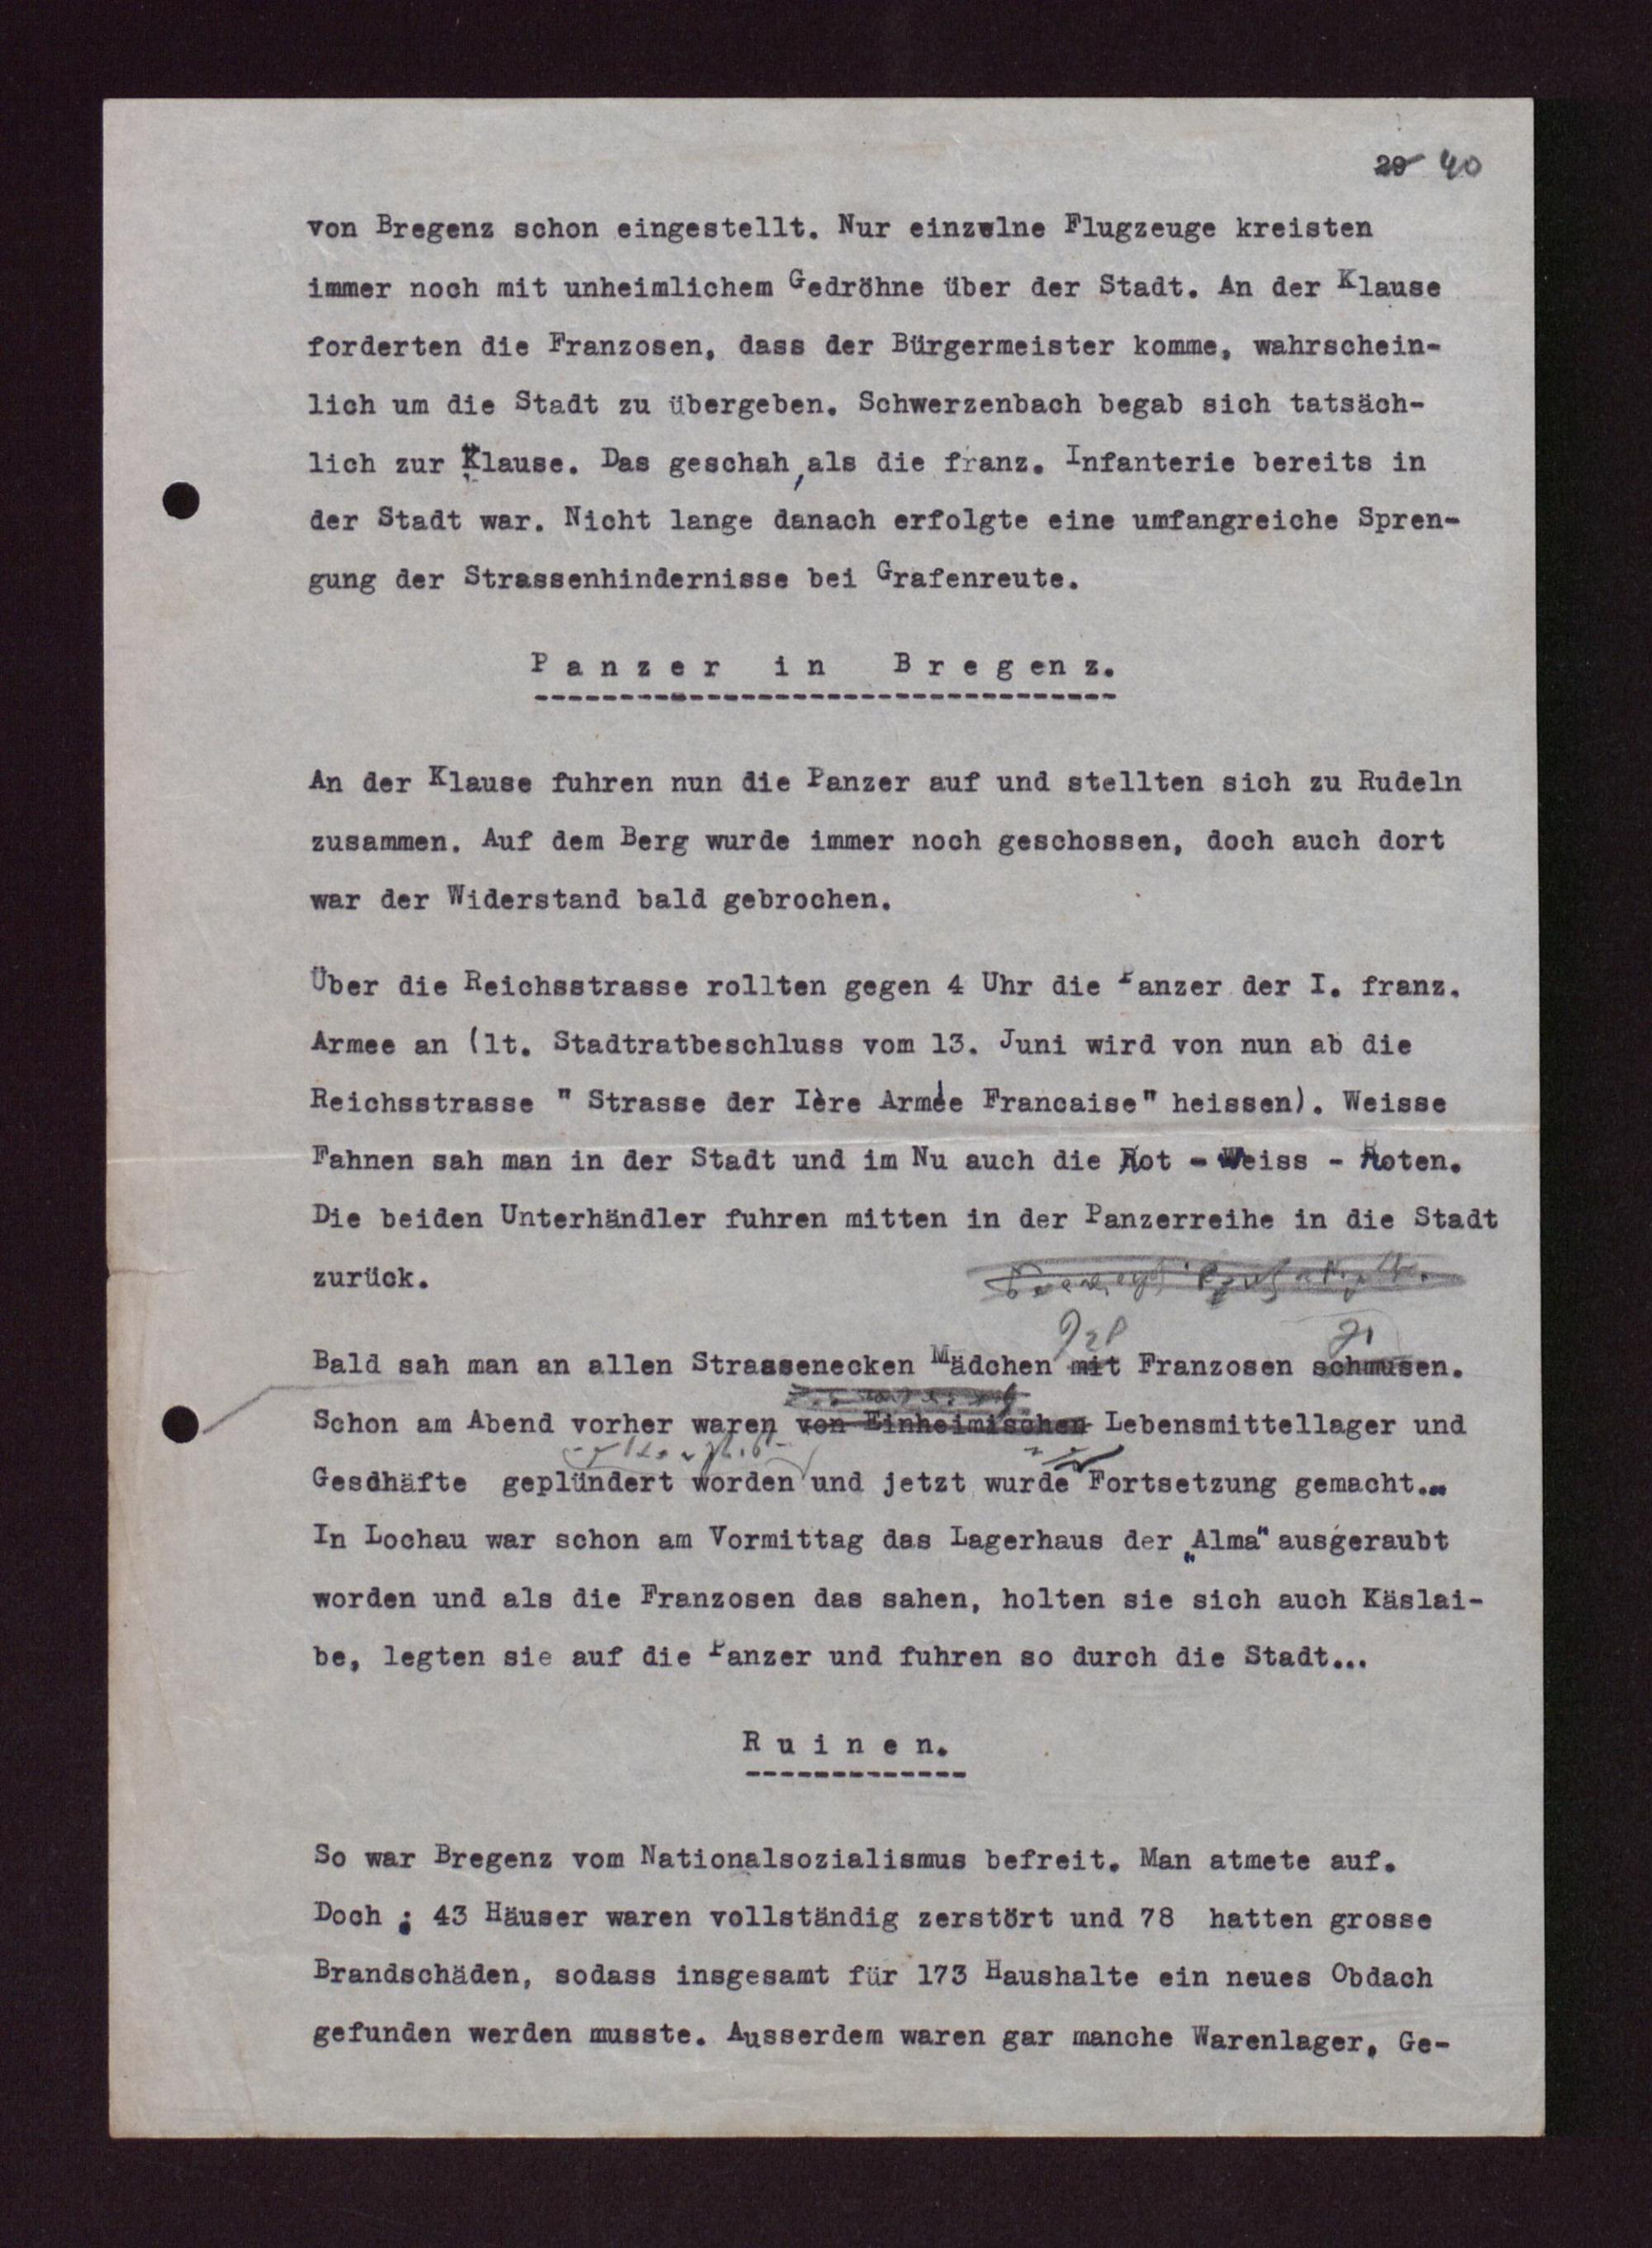 29 40
von Bregenz schon eingestellt. Nur einzelne Flugzeuge kreisten
immer noch mit unheimlichem Gedröhne über der Stadt. An der Klause
forderten die Franzosen, dass der Bürgermeister komme, wahrschein-
lich um die Stadt zu übergeben. Schwerzenbach begab sich tatsäch-
lich zur Klause. Das geschah, als die franz. Infanterie bereits in
der Stadt war. Nicht lange danach erfolgte eine umfangreiche Spren-
gung der Strassenhindernisse bei Grafenreute.
Panzer in Bregenz.
An der Klause fuhren nun die Panzer auf und stellten sich zu Rudeln
zusammen. Auf dem Berg wurde immer noch geschossen, doch auch dort
war der Widerstand bald gebrochen.
Über die Reichsstrasse rollten gegen 4 Uhr die Panzer der I. franz.
Armee an (lt. Stadtratbeschluss vom 13. Juni wird von nun ab die
Reichsstrasse " Strasse der Ière Armée Francaise" heissen). Weisse
Fahnen sah man in der Stadt und im Nu auch die Rot - Weiss - Roten.
Die beiden Unterhändler fuhren mitten in der Panzerreihe in die Stadt
zurück.
Bald sah man an allen Strassenecken Mädchen mit Franzosen schmusen.
Schon am Abend vorher waren von Einheimischen Lebensmittellager und
Geschäfte geplündert worden und jetzt wurde Fortsetzung gemacht...
In Lochau war schon am Vormittag das Lagerhaus der „Alma" ausgeraubt
worden und als die Franzosen das sahen, holten sie sich auch Käslai-
be, legten sie auf die Panzer und fuhren so durch die Stadt...
Ruinen.
So war Bregenz vom Nationalsozialismus befreit. Man atmete auf.
Doch : 43 Häuser waren vollständig zerstört und 78 hatten grosse
Brandschäden, sodass insgesamt für 173 Haushalte ein neues Obdach
gefunden werden musste. Ausserdem waren gar manche Warenlager, Ge-